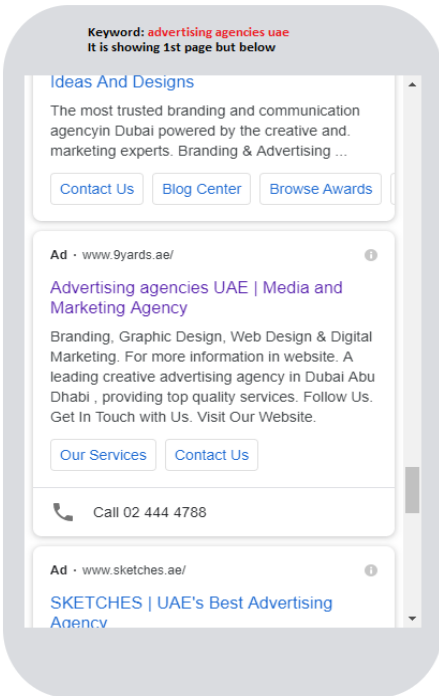 Keyword: advertising agencies uae
It is showing 1st page but below
Ideas And Designs
The most trusted branding and communication
agencyin Dubai powered by the creative and.
marketing experts. Branding & Advertising ...
Contact Us Blog Center Browse Awards
Ad · www.9yards.ae/
Advertising agencies UAE | Media and
Marketing Agency
Branding, Graphic Design, Web Design & Digital
Marketing. For more information in website. A
leading creative advertising agency in Dubai Abu
Dhabi , providing top quality services. Follow Us.
Get In Touch with Us. Visit Our Website.
Our Services Contact Us
Call 02 444 4788
Ad · www.sketches.ae/
SKETCHES | UAE's Best Advertising
Agency